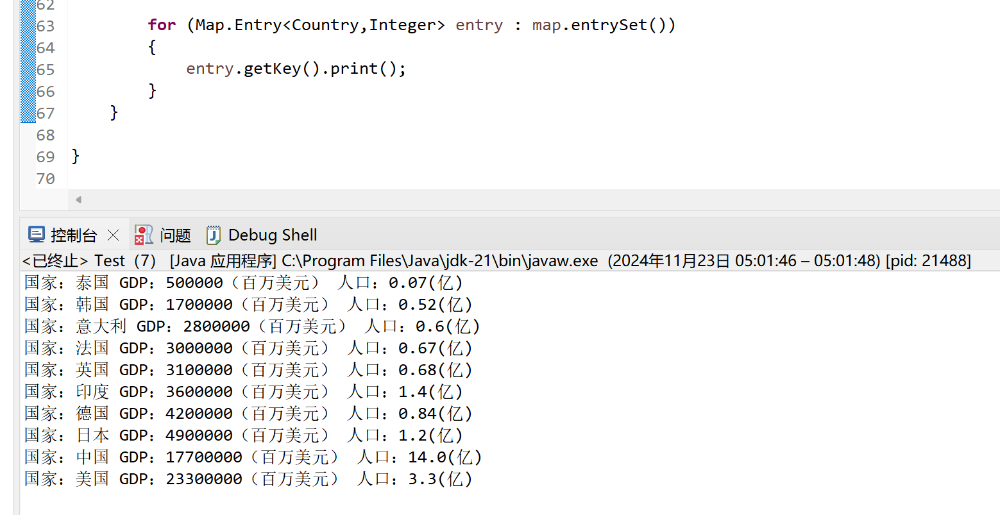 62
63 for (Map.Entry<Country,Integer> entry : map.entrySet())
64 {
65 entry.getKey().print();
66 }
67 }
68
69 }
70
控制台 问题 Debug Shell
<已终止> Test（7） [Java 应用程序] C:\Program Files\Java\jdk-21\bin\javaw.exe（2024年11月23日 05:01:46 – 05:01:48) [pid: 21488]
国家：泰国 GDP：500000（百万美元） 人口：0.07(亿)
国家：韩国 GDP：1700000（百万美元） 人口：0.52(亿)
国家：意大利 GDP：2800000（百万美元） 人口：0.6(亿)
国家：法国 GDP：3000000（百万美元） 人口：0.67(亿)
国家：英国 GDP：3100000（百万美元） 人口：0.68(亿)
国家：印度 GDP：3600000（百万美元） 人口：1.4(亿)
国家：德国 GDP：4200000（百万美元） 人口：0.84(亿)
国家：日本 GDP：4900000（百万美元） 人口：1.2(亿)
国家：中国 GDP：17700000（百万美元） 人口：14.0(亿)
国家：美国 GDP：23300000（百万美元） 人口：3.3(亿)